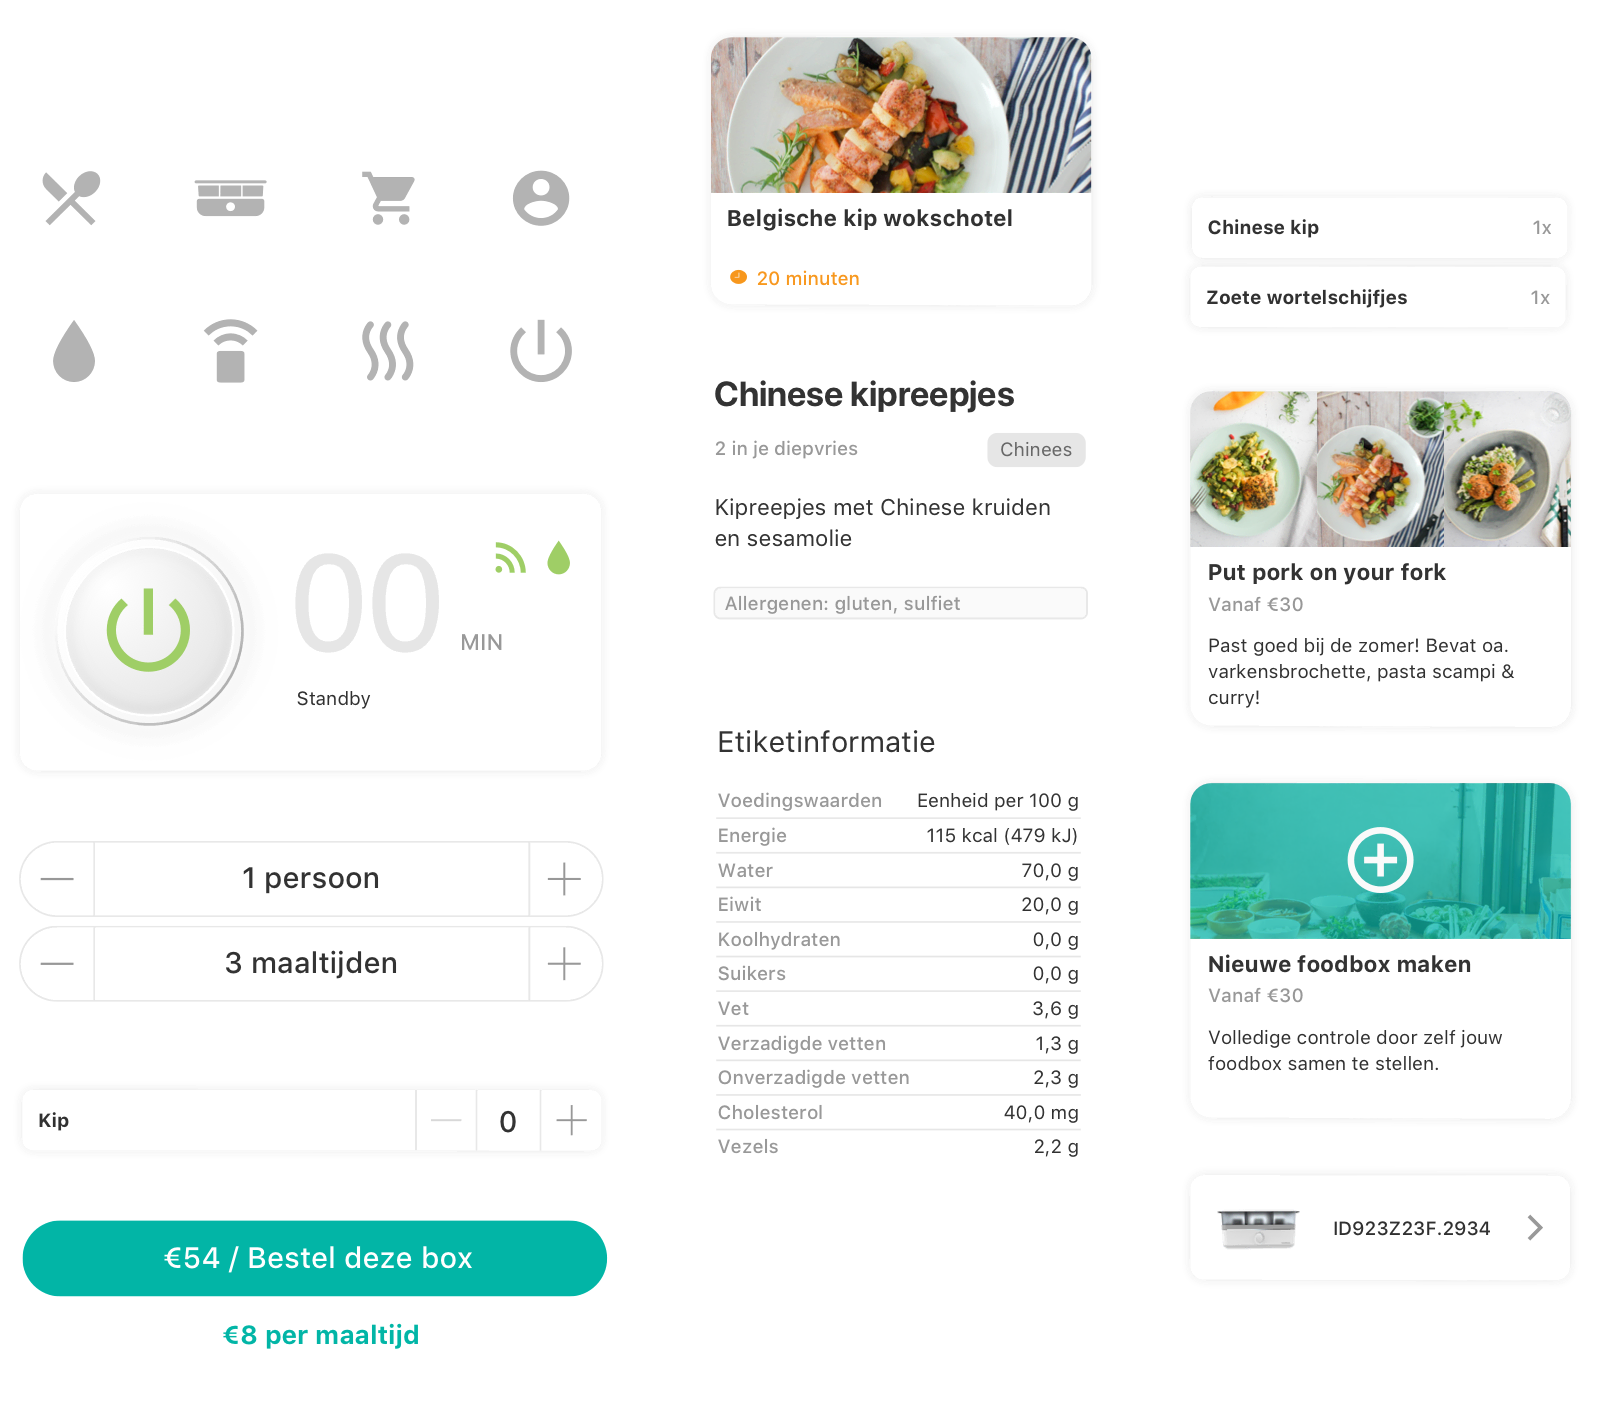 00
MIN
Standby
1 persoon
3 maaltijden
Kip
0
€54 / Bestel deze box
€8 per maaltijd
Belgische kip wokschotel
20 minuten
Chinese kipreepjes
2 in je diepvries
Chinees
Kipreepjes met Chinese kruiden
en sesamolie
Allergenen: gluten, sulfiet
Etiketinformatie
Voedingswaarden Eenheid per 100 g
Energie 115 kcal (479 kJ)
Water 70,0 g
Eiwit 20,0 g
Koolhydraten 0,0 g
Suikers 0,0 g
Vet 3,6 g
Verzadigde vetten 1,3 g
Onverzadigde vetten 2,3 g
Cholesterol 40,0 mg
Vezels 2,2 g
Chinese kip 1x
Zoete wortelschijfjes 1x
Put pork on your fork
Vanaf €30
Past goed bij de zomer! Bevat oa.
varkensbrochette, pasta scampi &
curry!
Nieuwe foodbox maken
Vanaf €30
Volledige controle door zelf jouw
foodbox samen te stellen.
ID923Z23F.2934